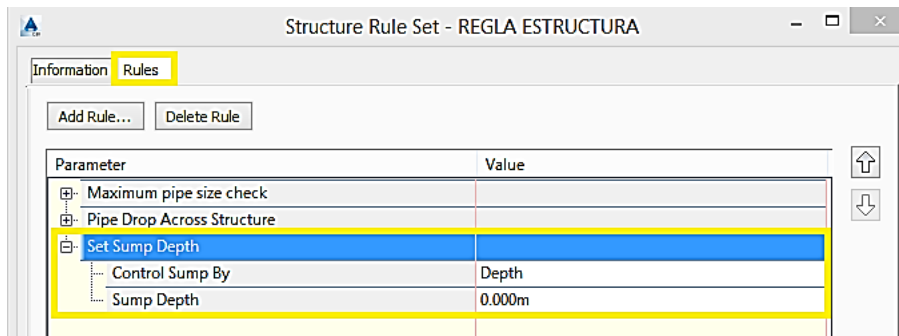 Structure Rule Set - REGLA ESTRUCTURA
Information Rules
Add Rule... Delete Rule
Parameter Value
Maximum pipe size check
Pipe Drop Across Structure
Set Sump Depth
Control Sump By Depth
Sump Depth 0.000m